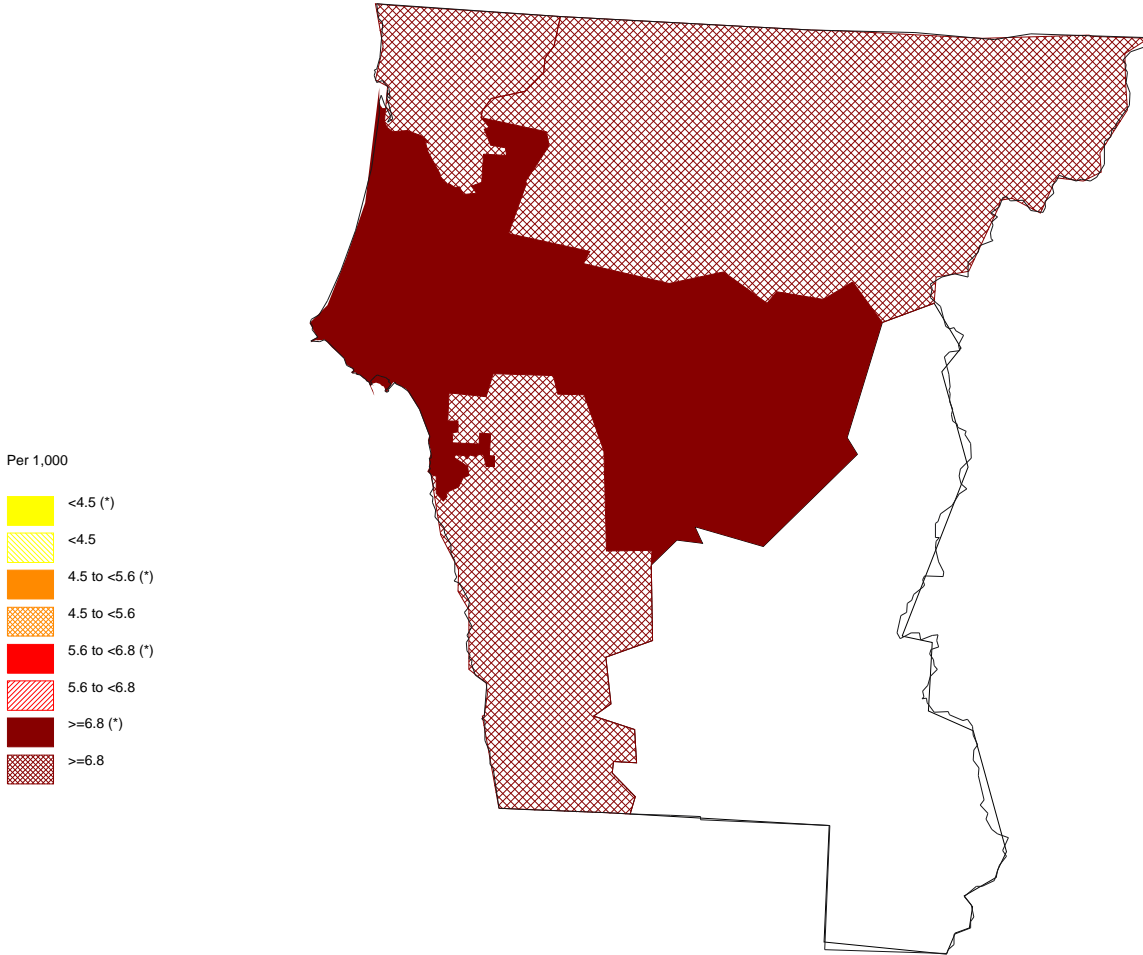 Per 1,000
<4.5 (*)
<4.5
4.5 to <5.6 (*)
4.5 to <5.6
5.6 to <6.8 (*)
5.6 to <6.8
>=6.8 (*)
>=6.8